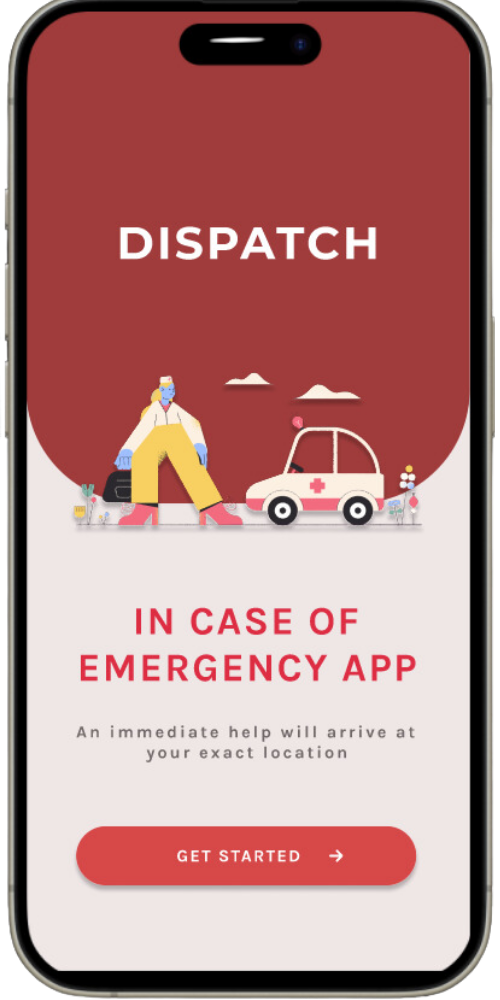 DISPATCH
IN CASE OF
EMERGENCY APP
An immediate help will arrive at
your exact location
GET STARTED →